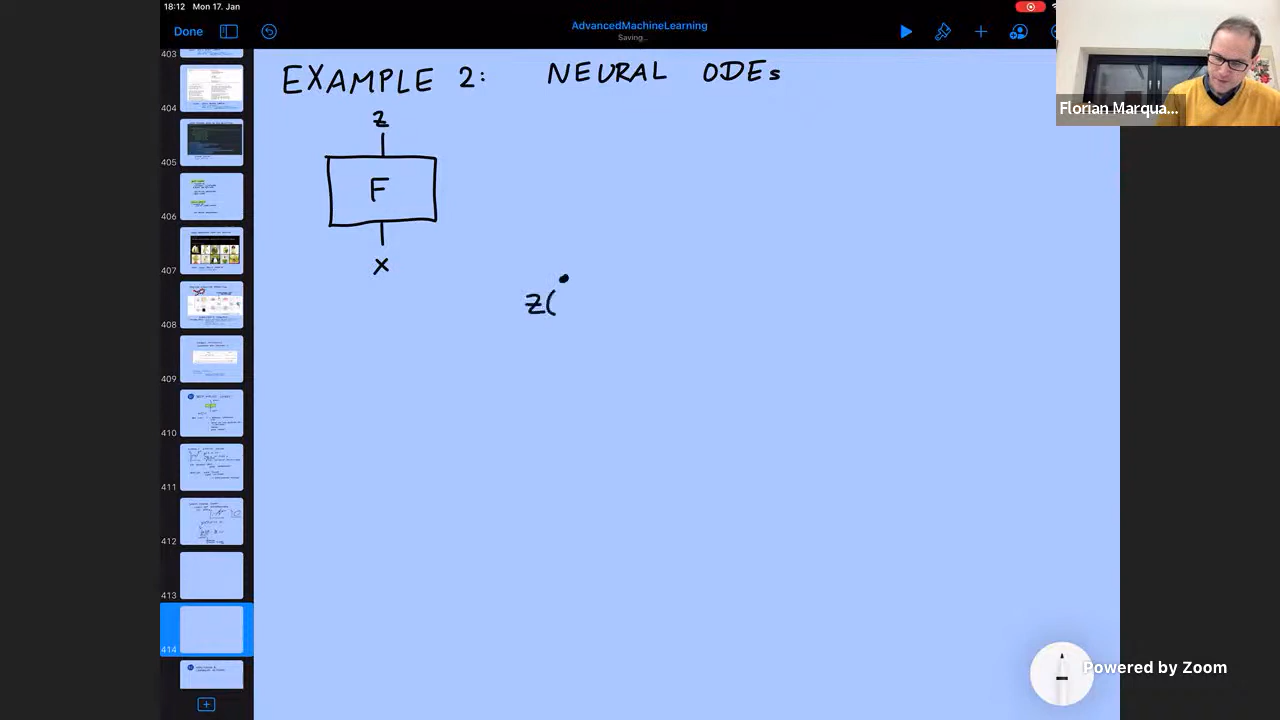 18:12 Mon 17. Jan
Done
AdvancedMachineLearning
Saving...
Florian Marqua...
403
404
405
406
407
408
409
410
411
412
413
414
EXAMPLE 2: NEURAL ODEs
z
F
x
z(
Powered by Zoom